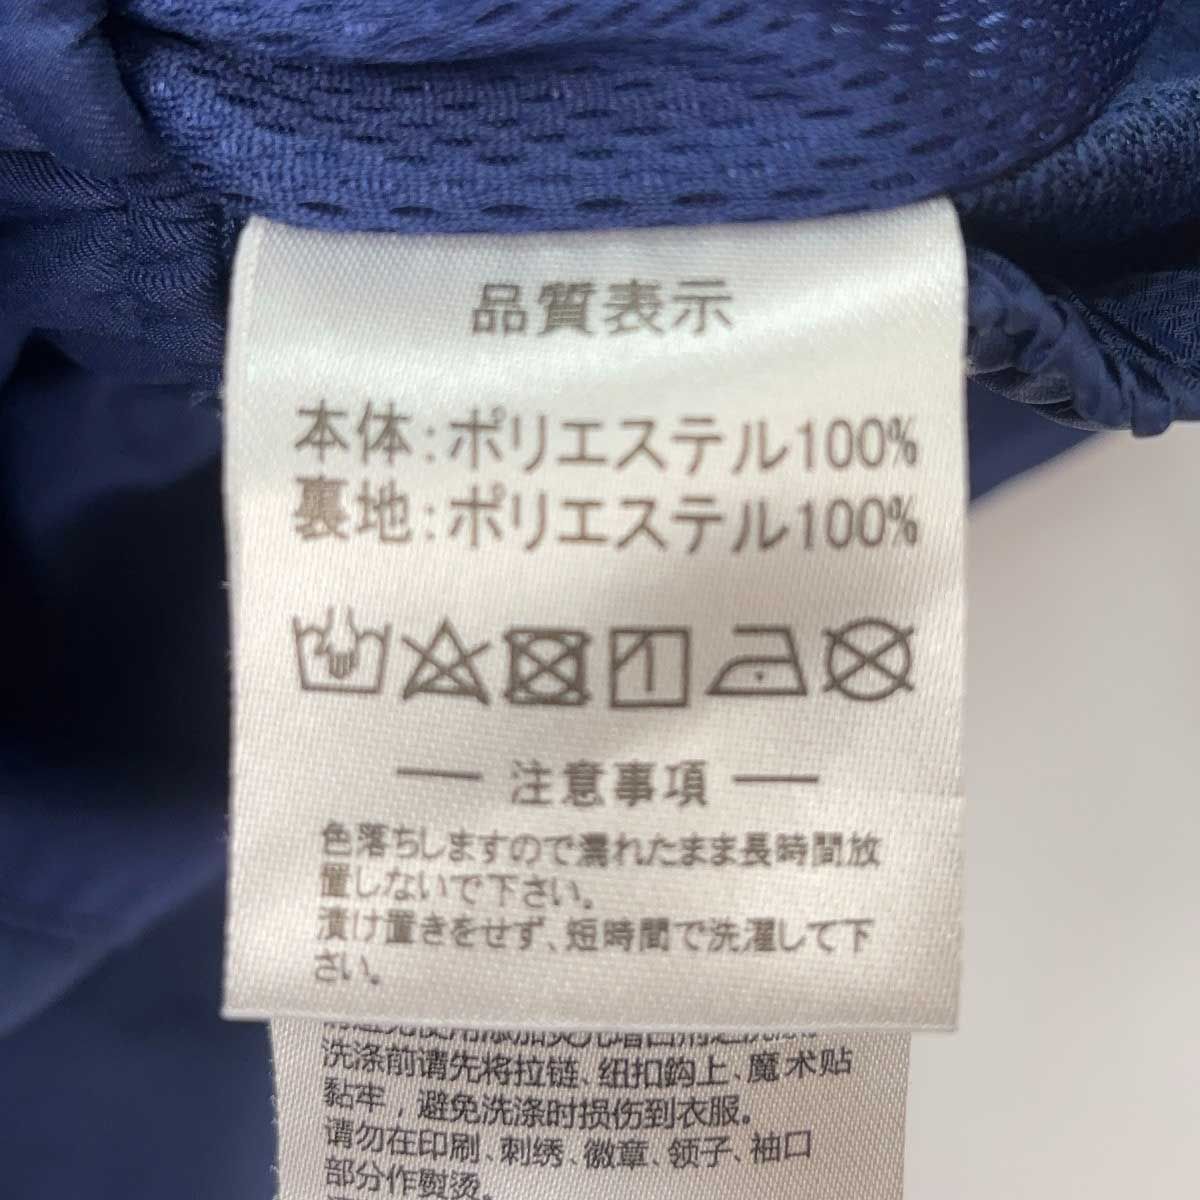 品質表示
本体:ポリエステル100%
裏地:ポリエステル100%
注意事項
色落ちしますので濡れたまま長時間放
置しないで下さい。
漬け置きをせず、短時間で洗濯して下
さい。
洗涤前请先将拉链、纽扣鈎上、魔术贴
黏牢，避免洗涤时损伤到衣服。
请勿在印刷、刺绣、徽章、领子、袖口
部分作熨烫。